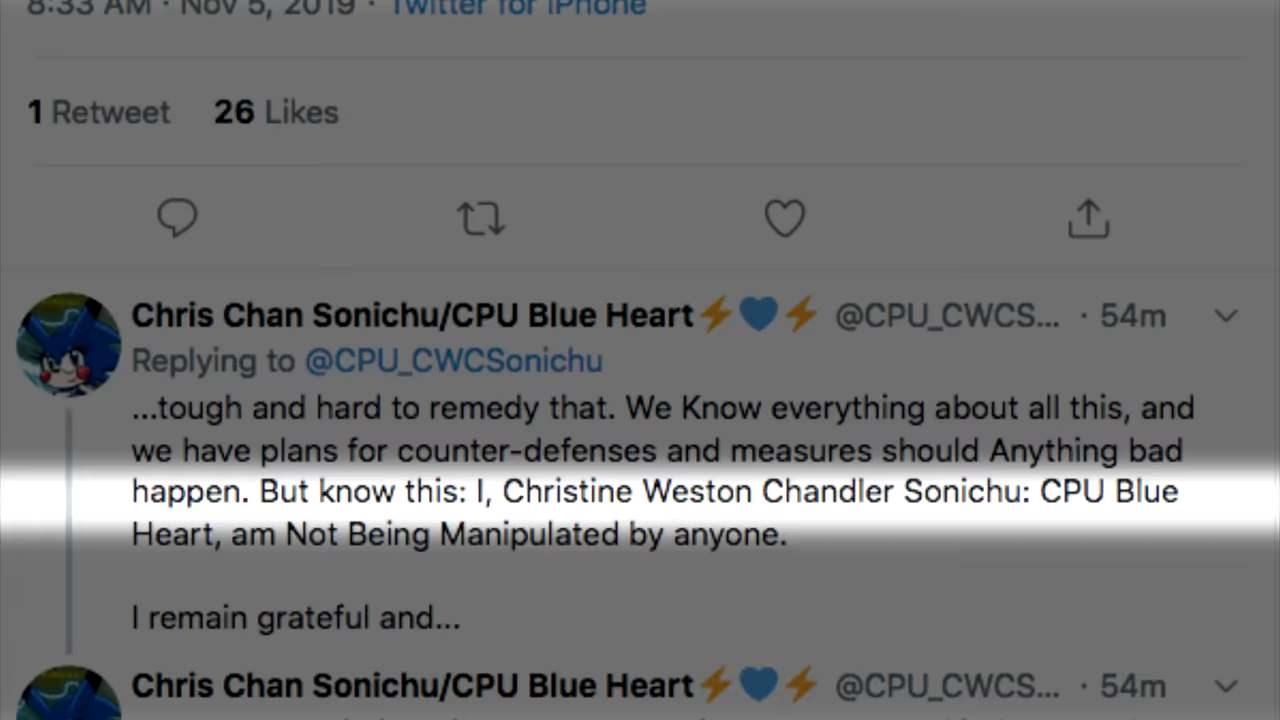 8:33 AM · Nov 5, 2019 · Twitter for iPhone
1 Retweet 26 Likes
Chris Chan Sonichu/CPU Blue Heart⚡💙⚡ @CPU_CWCS... · 54m
Replying to @CPU_CWCSonichu
...tough and hard to remedy that. We Know everything about all this, and
we have plans for counter-defenses and measures should Anything bad
happen. But know this: I, Christine Weston Chandler Sonichu: CPU Blue
Heart, am Not Being Manipulated by anyone.
I remain grateful and...
Chris Chan Sonichu/CPU Blue Heart⚡💙⚡ @CPU_CWCS... · 54m